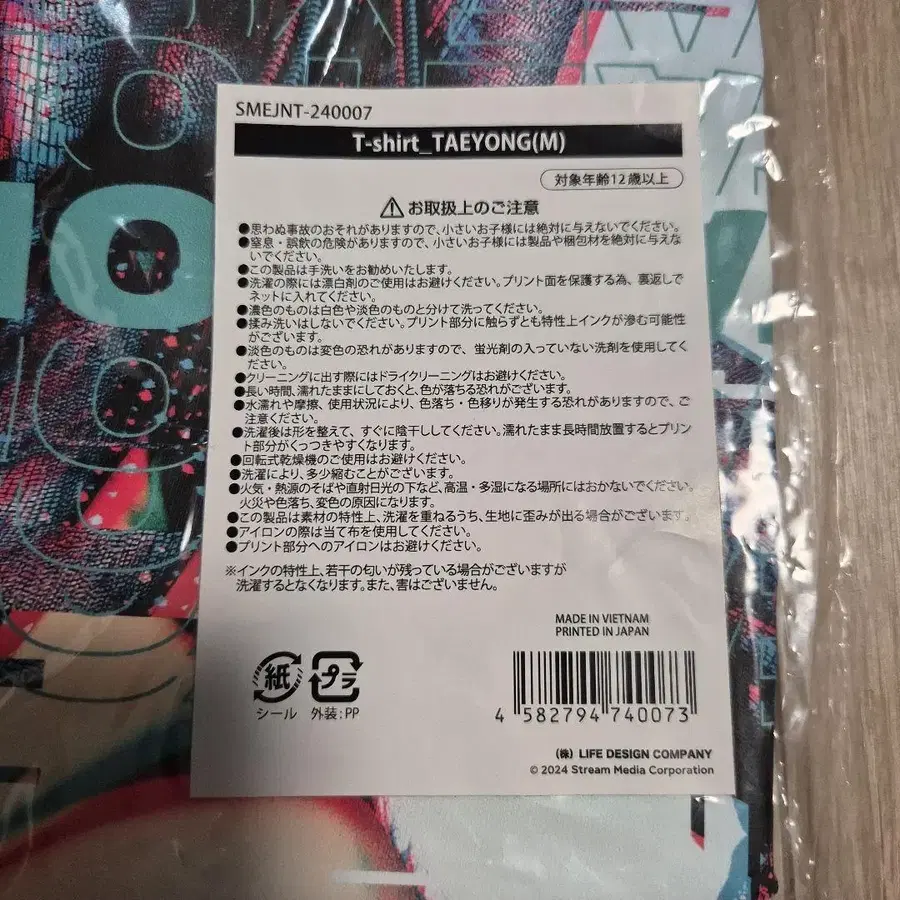 SMEJNT-240007
T-shirt_TAEYONG(M)
対象年齢12歳以上
⚠お取扱上のご注意
●思わぬ事故のおそれがありますので、小さいお子様には絶対に与えないでください。
●窒息・誤飲の危険がありますので、小さいお子様には製品や梱包材を絶対に与えな
いでください。
●この製品は手洗いをお勧めいたします。
●洗濯の際には漂白剤のご使用はお避けください。プリント面を保護する為、裏返しで
ネットに入れてください。
●濃色のものは白色や淡色のものと分けて洗ってください。
●揉み洗いはしないでください。プリント部分に触らずとも特性上インクが滲む可能性
がございます。
●淡色のものは変色の恐れがありますので、蛍光剤の入っていない洗剤を使用してく
ださい。
●クリーニングに出す際にはドライクリーニングはお避けください。
●長い時間、濡れたままにしておくと、色が落ちる恐れがございます。
●水濡れや摩擦、使用状況により、色落ち・色移りが発生する恐れがありますので、ご
注意ください。
●洗濯後は形を整えて、すぐに陰干ししてください。濡れたまま長時間放置するとプリン
ト部分がくっつきやすくなります。
●回転式乾燥機のご使用はお避けください。
●洗濯により、多少縮むことがございます。
●火気・熱源のそばや直射日光の下など、高温・多湿になる場所にはおかないでください。
火災や色落ち、変色の原因になります。
●この製品は素材の特性上、洗濯を重ねるうち、生地に歪みが出る場合がございます。
●アイロンの際は当て布を使用してください。
●プリント部分へのアイロンはお避けください。
※インクの特性上、若干の匂いが残っている場合がございますが
洗濯するとなくなります。また、害はございません。
MADE IN VIETNAM
PRINTED IN JAPAN
紙
プラ
シール 外装:PP
4 582794 740073
(株) LIFE DESIGN COMPANY
© 2024 Stream Media Corporation